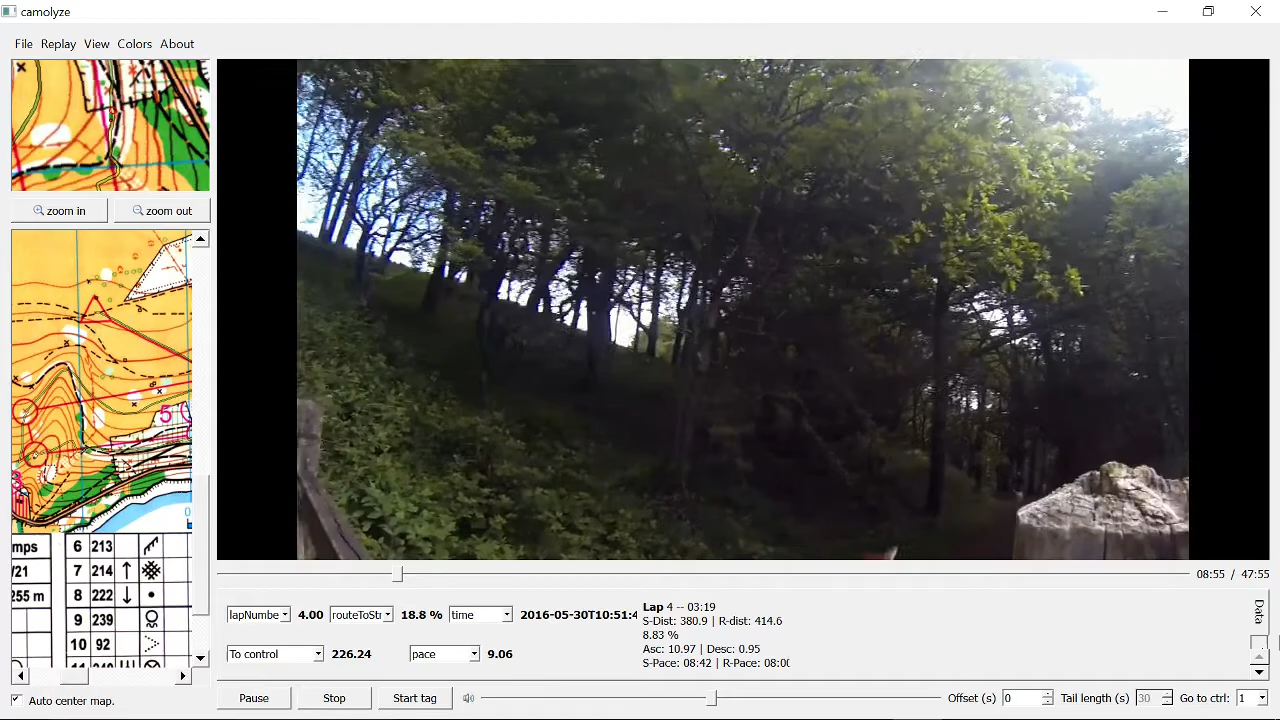 camolyze
File Replay View Colors About
zoom in zoom out
5
3
0
mps
/21
255 m
6 213
7 214
8 222
9 239
10 92
08:55 / 47:55
lapNumbe 4.00 routeToStr 18.8 % time 2016-05-30T10:51:4
To control 226.24 pace 9.06
Lap 4 -- 03:19
S-Dist: 380.9 | R-dist: 414.6
8.83 %
Asc: 10.97 | Desc: 0.95
S-Pace: 08:42 | R-Pace: 08:00
Data
Auto center map.
Pause Stop Start tag Offset (s) 0 Tail length (s) 30 Go to ctrl: 1